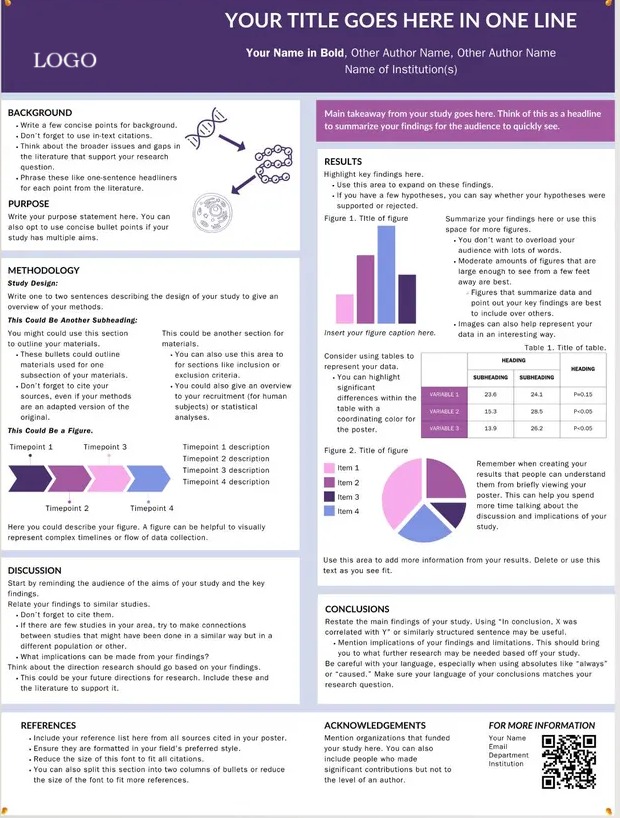 YOUR TITLE GOES HERE IN ONE LINE
LOGO
Your Name in Bold, Other Author Name, Other Author Name
Name of Institution(s)
BACKGROUND
• Write a few concise points for background.
• Don't forget to use in-text citations.
• Think about the broader issues and gaps in
the literature that support your research
question.
• Phrase these like one-sentence headliners
for each point from the literature.
PURPOSE
Write your purpose statement here. You can
also opt to use concise bullet points if your
study has multiple aims.
METHODOLOGY
Study Design:
Write one to two sentences describing the design of your study to give an
overview of your methods.
This Could Be Another Subheading:
You might could use this section
to outline your materials.
• These bullets could outline
materials used for one
subsection of your materials.
• Don't forget to cite your
sources, even if your methods
are an adapted version of the
original.
This could be another section for
materials.
• You can also use this area to
for sections like inclusion or
exclusion criteria.
• You could also give an overview
to your recruitment (for human
subjects) or statistical
analyses.
This Could Be a Figure.
Timepoint 1
Timepoint 3
Timepoint 2
Timepoint 4
Timepoint 1 description
Timepoint 2 description
Timepoint 3 description
Timepoint 4 description
Here you could describe your figure. A figure can be helpful to visually
represent complex timelines or flow of data collection.
DISCUSSION
Start by reminding the audience of the aims of your study and the key
findings.
Relate your findings to similar studies.
• Don't forget to cite them.
• If there are few studies in your area, try to make connections
between studies that might have been done in a similar way but in a
different population or other.
• What implications can be made from your findings?
Think about the direction research should go based on your findings.
• This could be your future directions for research. Include these and
the literature to support it.
Main takeaway from your study goes here. Think of this as a headline
to summarize your findings for the audience to quickly see.
RESULTS
Highlight key findings here.
• Use this area to expand on these findings.
• If you have a few hypotheses, you can say whether your hypotheses were
supported or rejected.
Figure 1. Title of figure
Insert your figure caption here.
Summarize your findings here or use this
space for more figures.
• You don't want to overload your
audience with lots of words.
• Moderate amounts of figures that are
large enough to see from a few feet
away are best.
◦ Figures that summarize data and
point out your key findings are best
to include over others.
• Images can also help represent your
data in an interesting way.
Consider using tables to
represent your data.
• You can highlight
significant
differences within the
table with a
coordinating color for
the poster.
Table 1. Title of table.
HEADING
HEADING
SUBHEADING SUBHEADING
VARIABLE 1 23.6 24.1 P=0.15
VARIABLE 2 15.3 28.5 P<0.05
VARIABLE 3 13.9 26.2 P<0.05
Figure 2. Title of figure
Item 1
Item 2
Item 3
Item 4
Remember when creating your
results that people can understand
them from briefly viewing your
poster. This can help you spend
more time talking about the
discussion and implications of your
study.
Use this area to add more information from your results. Delete or use this
text as you see fit.
CONCLUSIONS
Restate the main findings of your study. Using "In conclusion, X was
correlated with Y" or similarly structured sentence may be useful.
• Mention implications of your findings and limitations. This should bring
you to what further research may be needed based off your study.
Be careful with your language, especially when using absolutes like "always"
or "caused." Make sure your language of your conclusions matches your
research question.
REFERENCES
• Include your reference list here from all sources cited in your poster.
• Ensure they are formatted in your field's preferred style.
• Reduce the size of this font to fit all citations.
• You can also split this section into two columns of bullets or reduce
the size of the font to fit more references.
ACKNOWLEDGEMENTS
Mention organizations that funded
your study here. You can also
include people who made
significant contributions but not to
the level of an author.
FOR MORE INFORMATION
Your Name
Email
Department
Institution